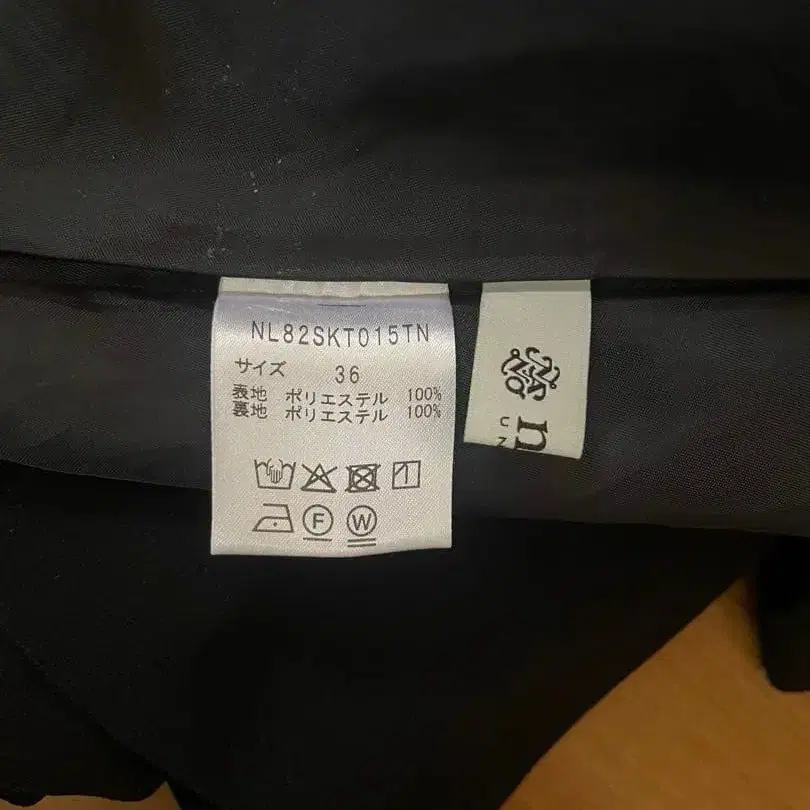 NL82SKT015TN
サイズ 36
表地 ポリエステル 100%
裏地 ポリエステル 100%
F W
n